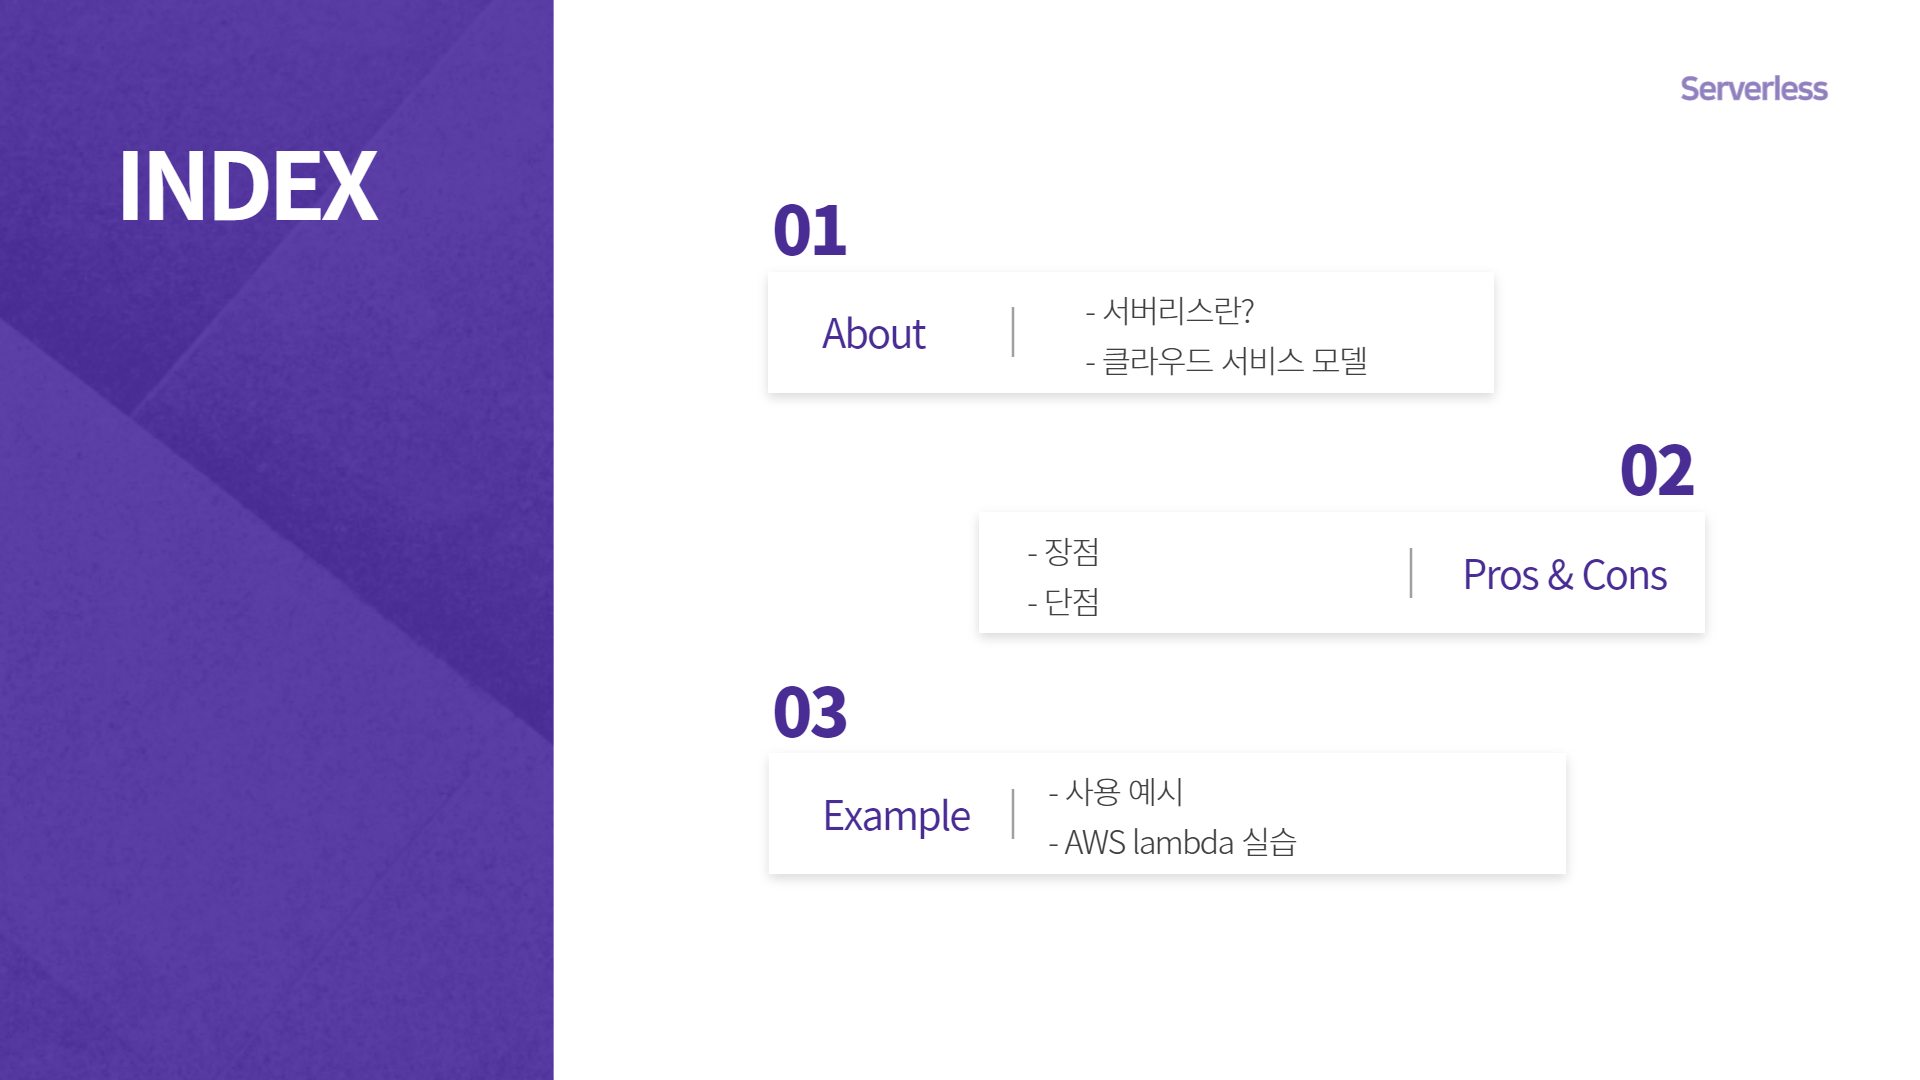 INDEX
Serverless
01
About
- 서버리스란?
- 클라우드 서비스 모델
02
- 장점
- 단점
Pros & Cons
03
Example
- 사용 예시
- AWS lambda 실습